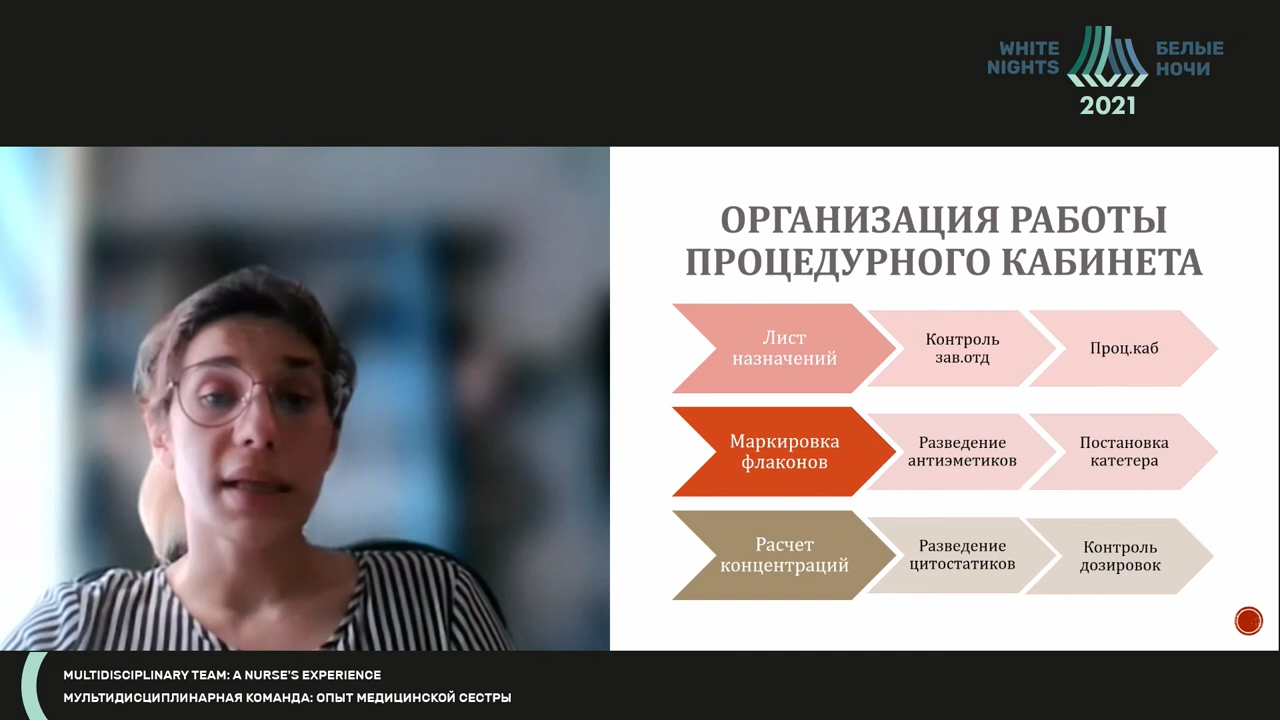 WHITE
NIGHTS
БЕЛЫЕ
НОЧИ
2021
ОРГАНИЗАЦИЯ РАБОТЫ
ПРОЦЕДУРНОГО КАБИНЕТА
Лист
назначений
Контроль
зав.отд
Проц.каб
Маркировка
флаконов
Разведение
антиэметиков
Постановка
катетера
Расчет
концентраций
Разведение
цитостатиков
Контроль
дозировок
MULTIDISCIPLINARY TEAM: A NURSE'S EXPERIENCE
МУЛЬТИДИСЦИПЛИНАРНАЯ КОМАНДА: ОПЫТ МЕДИЦИНСКОЙ СЕСТРЫ